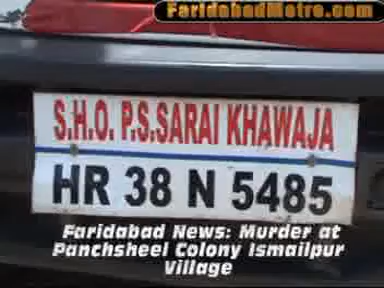 FaridabadMetro.com
S.H.O. P.S.SARAI KHAWAJA
HR 38 N 5485
Faridabad News: Murder at
Panchsheel Colony Ismailpur
Village